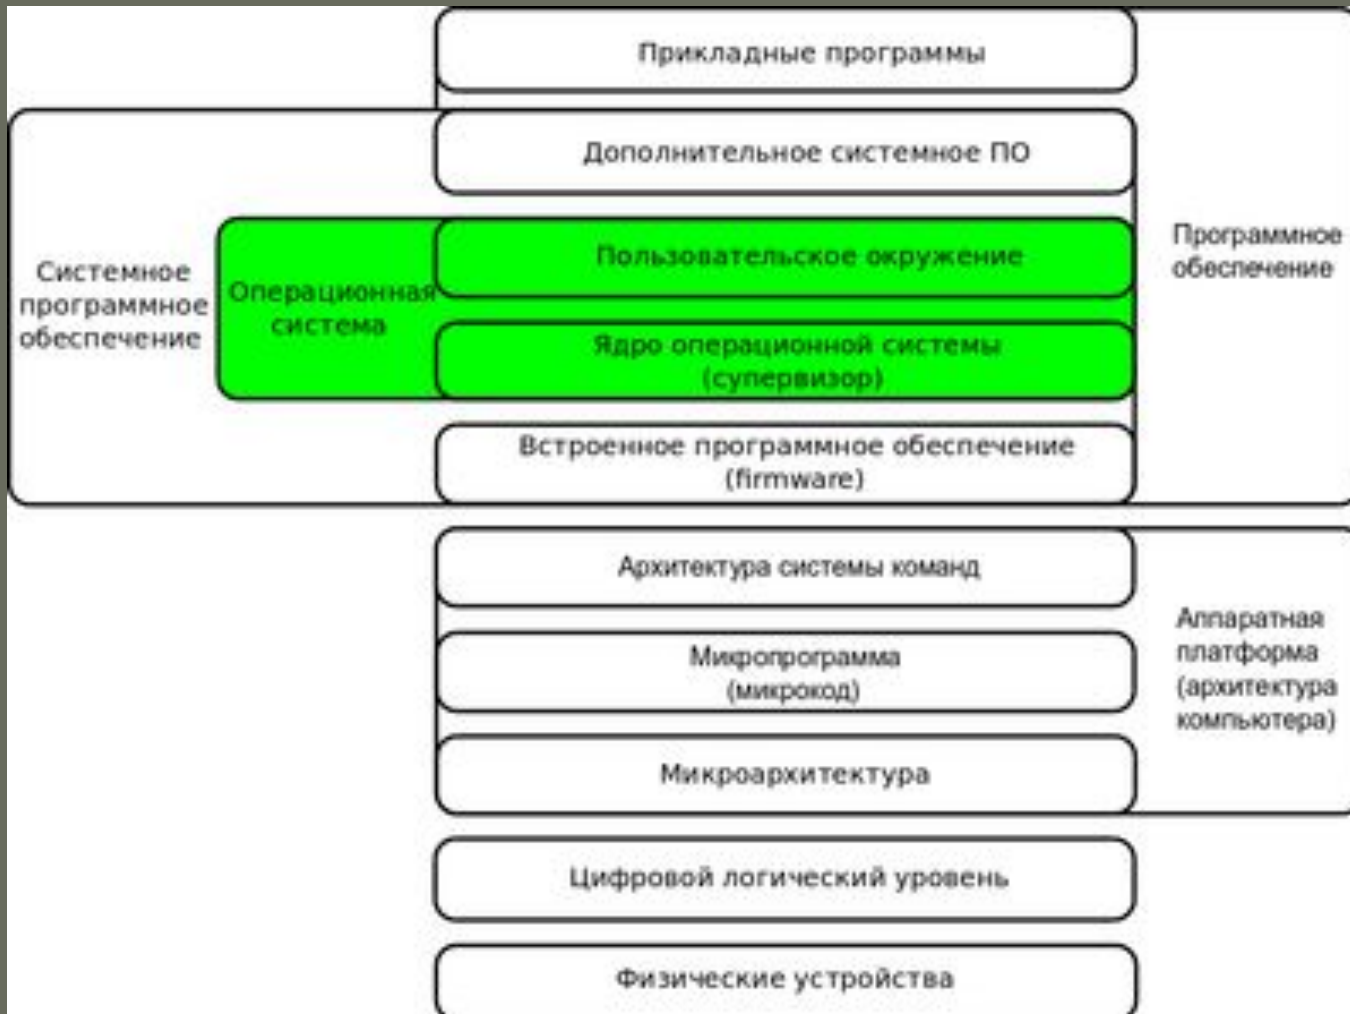 Прикладные программы
Дополнительное системное ПО
Программное
обеспечение
Системное
программное
обеспечение
Операционная
система
Пользовательское окружение
Ядро операционной системы
(супервизор)
Встроенное программное обеспечение
(firmware)
Архитектура системы команд
Микропрограмма
(микрокод)
Микроархитектура
Аппаратная
платформа
(архитектура
компьютера)
Цифровой логический уровень
Физические устройства